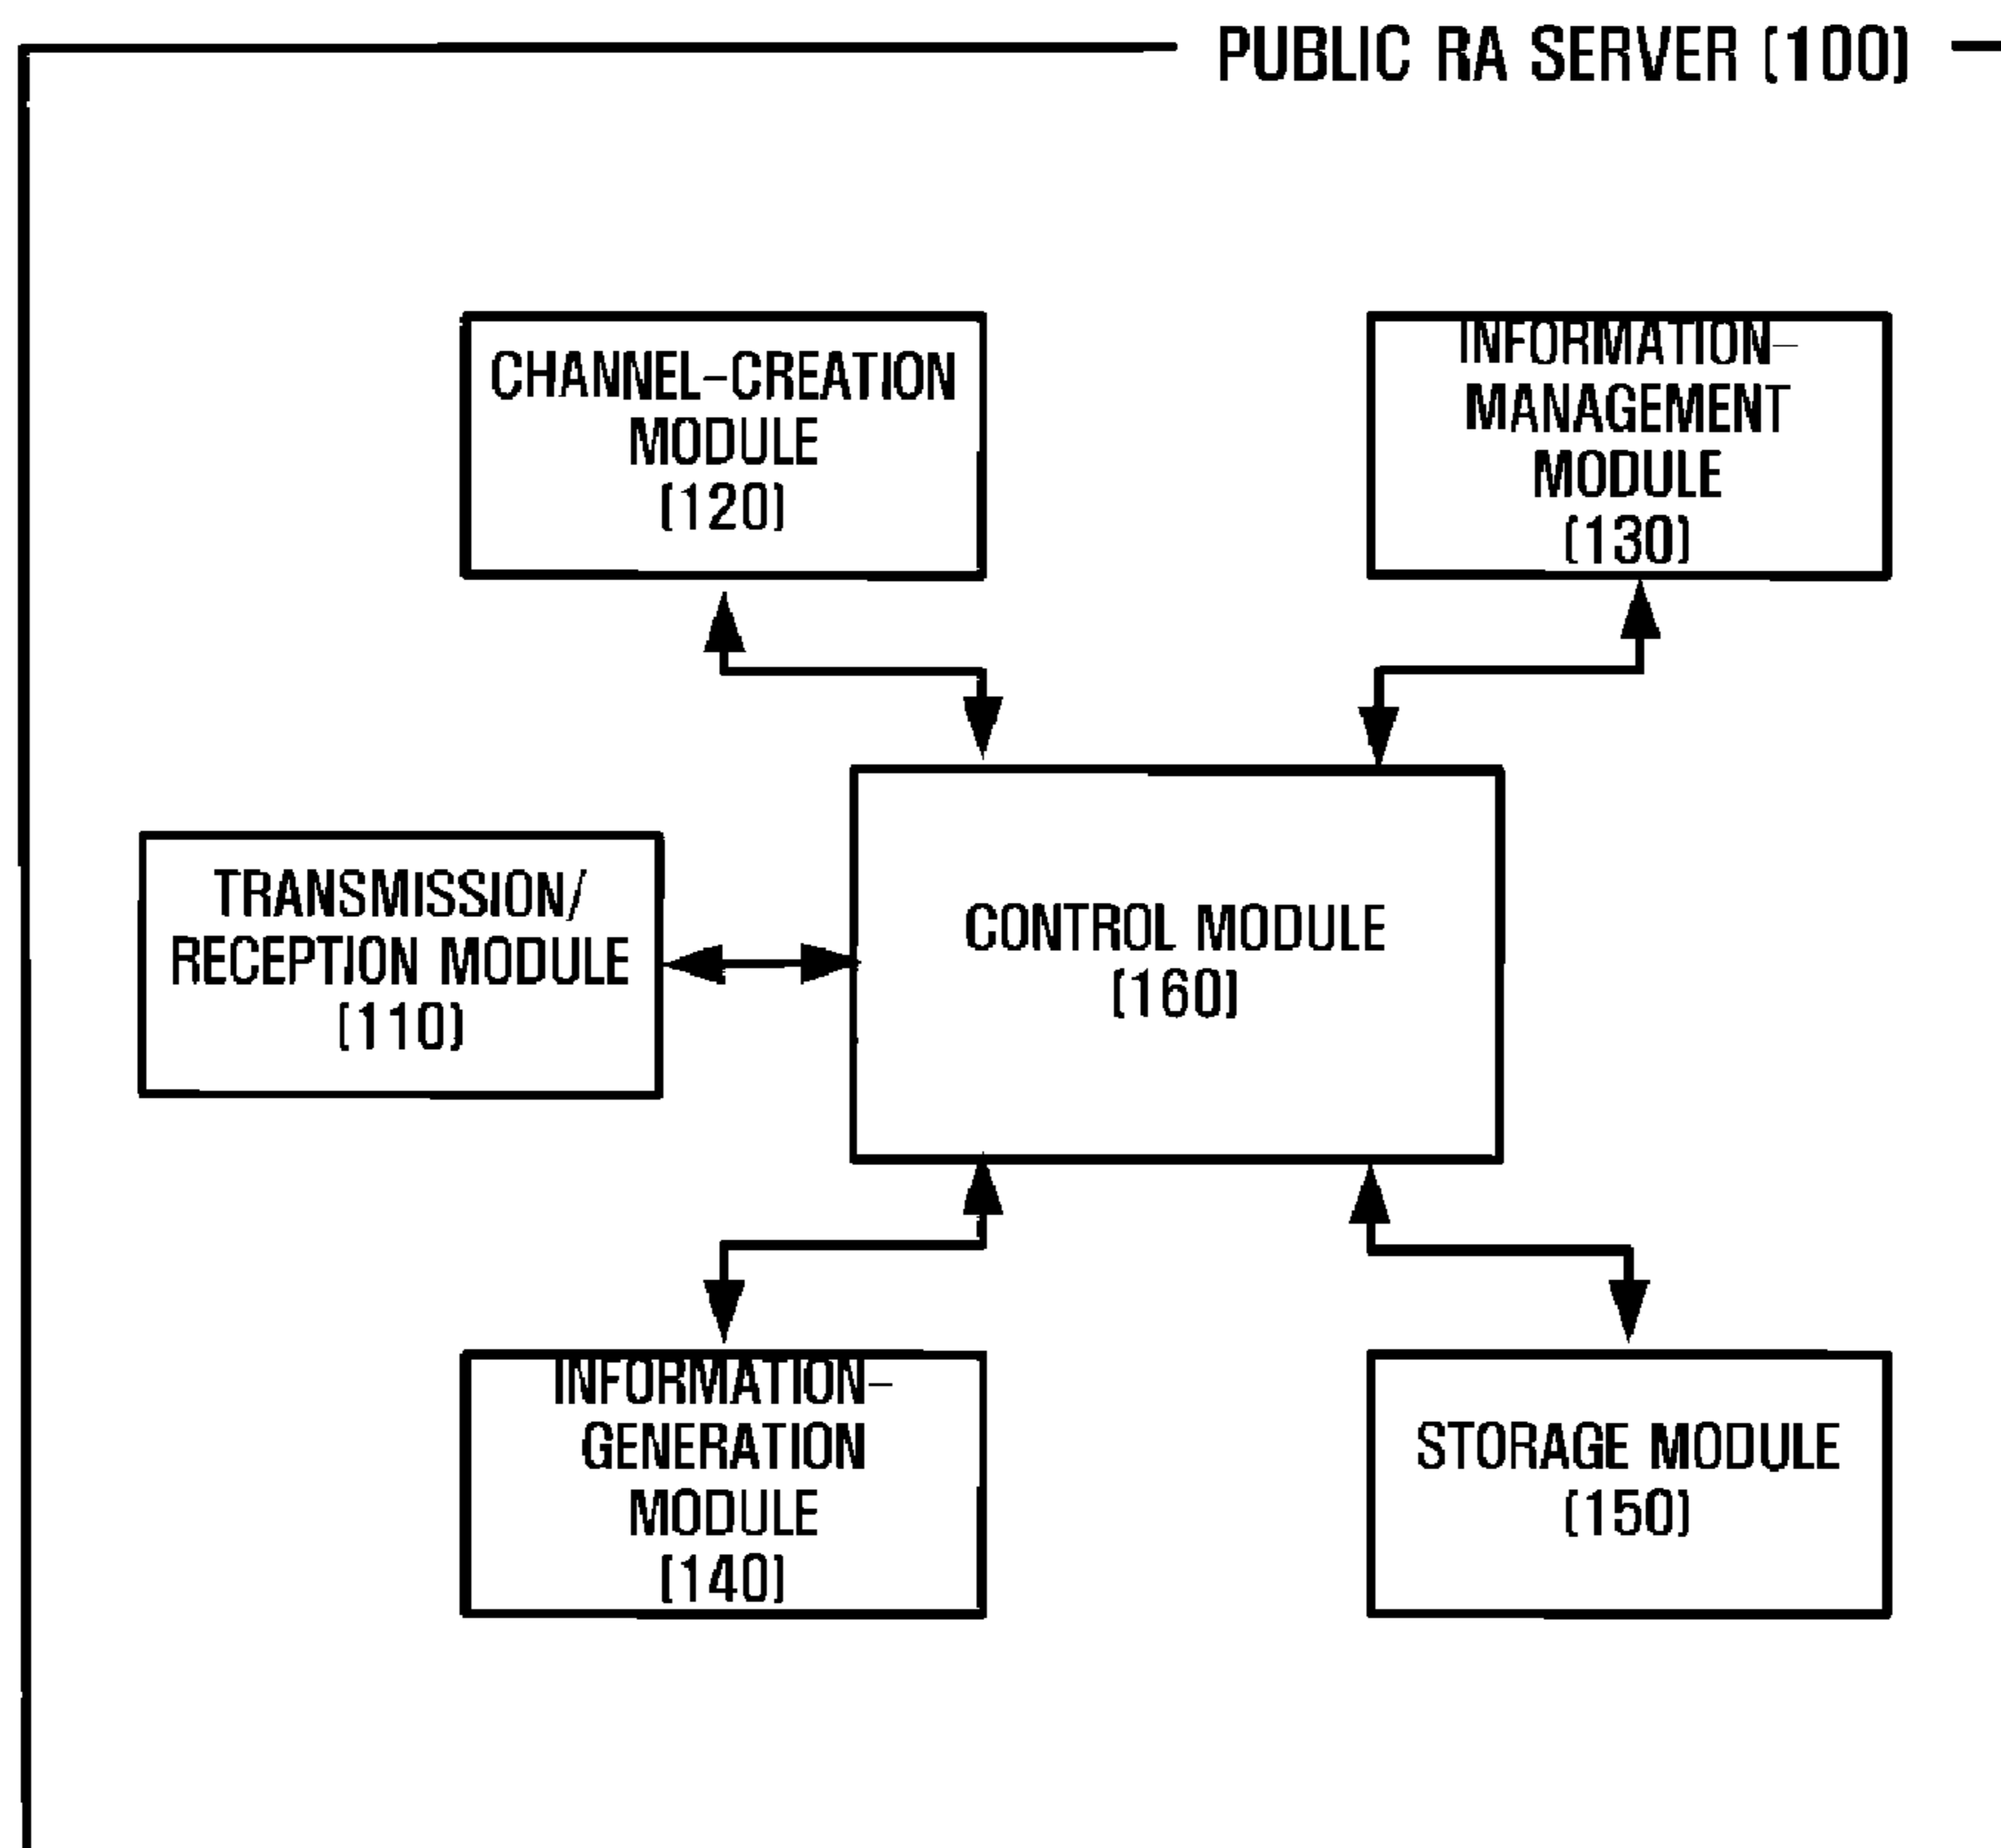 PUBLIC RA SERVER (100)
CHANNEL-CREATION
MODULE
(120)
INFORMATION-
MANAGEMENT
MODULE
(130)
TRANSMISSION/
RECEPTION MODULE
(110)
CONTROL MODULE
(160)
INFORMATION-
GENERATION
MODULE
(140)
STORAGE MODULE
(150)